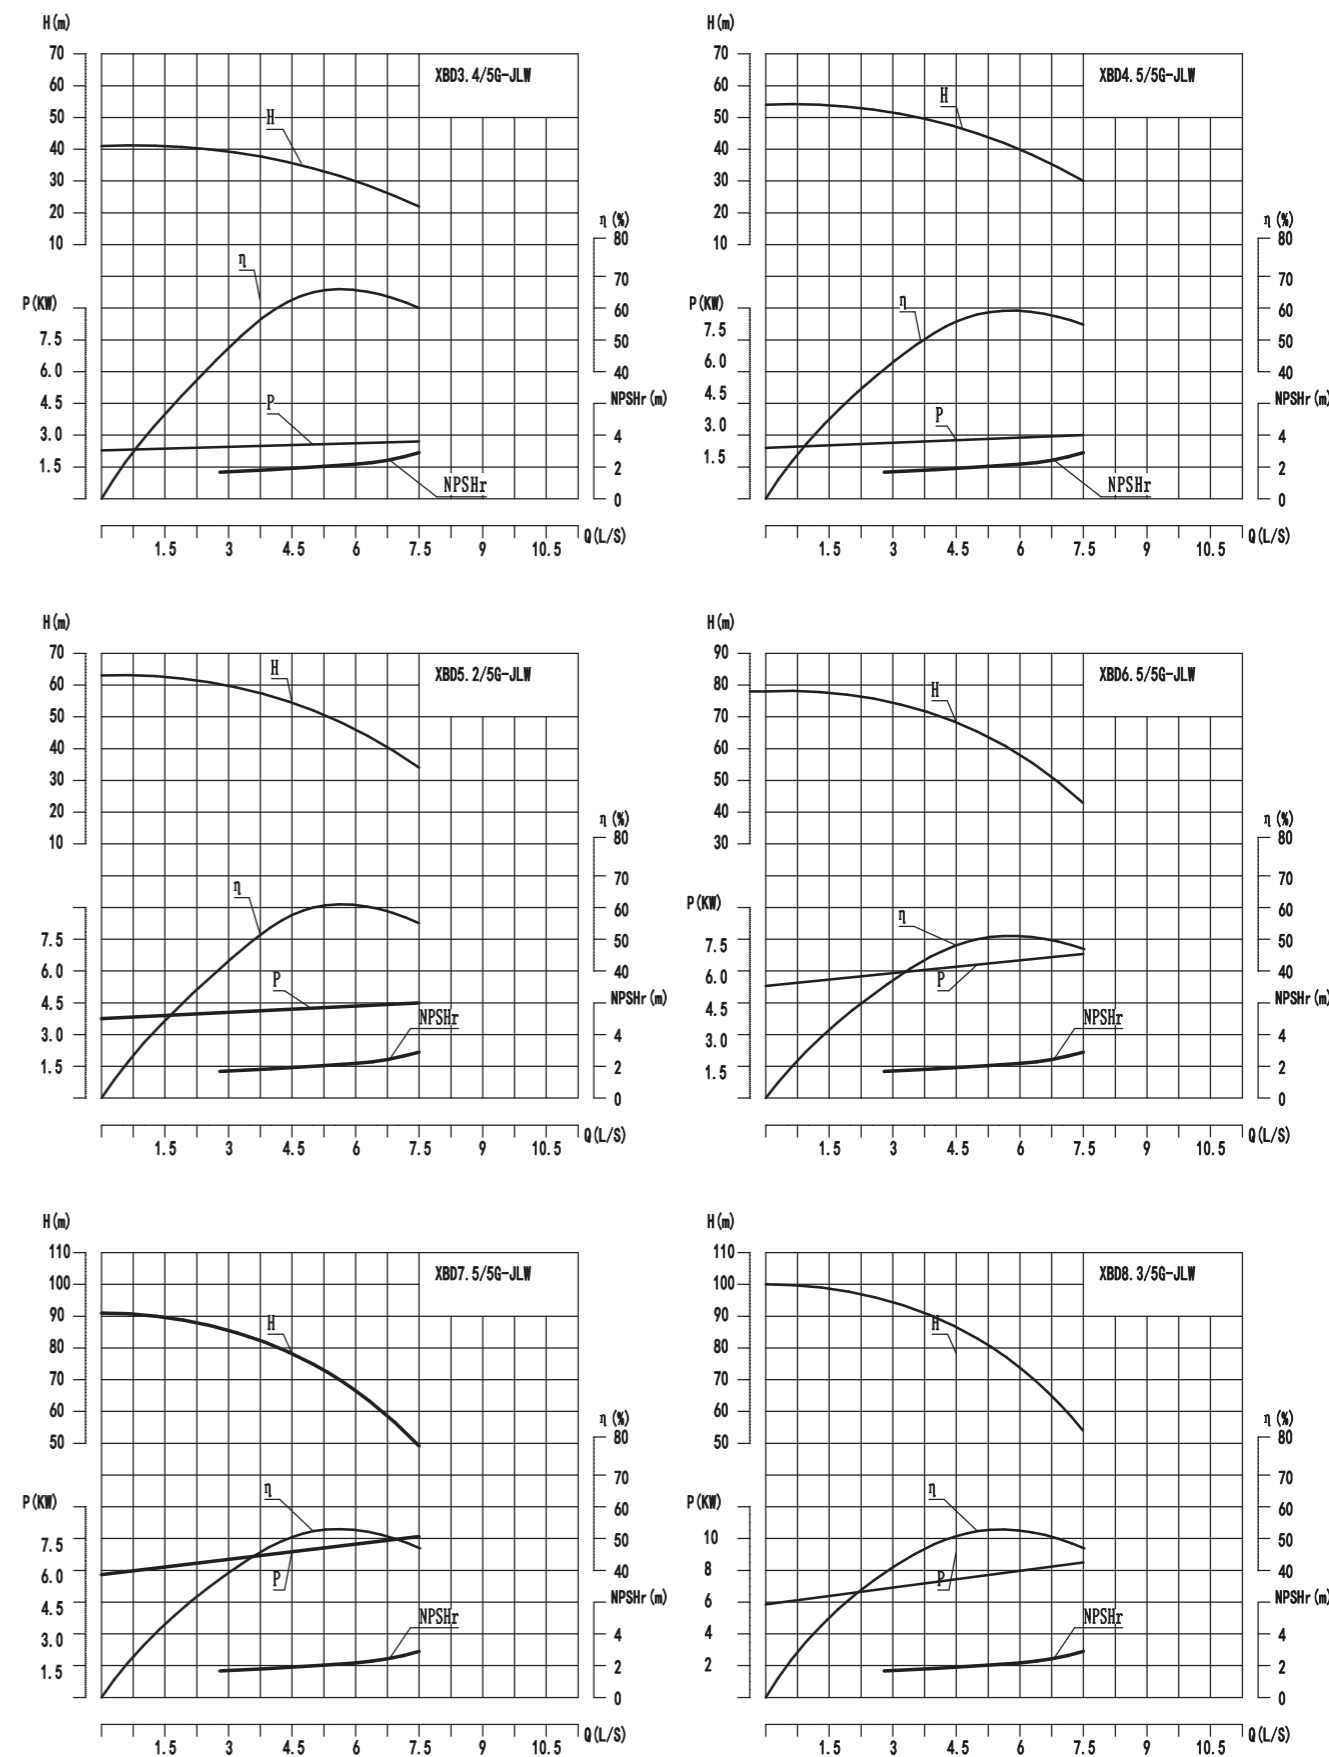 H(m)
70
60
50
40
30
20
10
XBD3.4/5G-JLW
H
η
P
NPSHr
P(KW)
7.5
6.0
4.5
3.0
1.5
η(%)
80
70
60
50
40
NPSHr(m)
4
2
0
1.5 3 4.5 6 7.5 9 10.5 Q(L/S)
H(m)
70
60
50
40
30
20
10
XBD4.5/5G-JLW
H
η
P
NPSHr
P(KW)
7.5
6.0
4.5
3.0
1.5
η(%)
80
70
60
50
40
NPSHr(m)
4
2
0
1.5 3 4.5 6 7.5 9 10.5 Q(L/S)
H(m)
70
60
50
40
30
20
10
XBD5.2/5G-JLW
H
η
P
NPSHr
7.5
6.0
4.5
3.0
1.5
η(%)
80
70
60
50
40
NPSHr(m)
4
2
0
1.5 3 4.5 6 7.5 9 10.5 Q(L/S)
H(m)
90
80
70
60
50
40
30
XBD6.5/5G-JLW
H
η
P
NPSHr
P(KW)
7.5
6.0
4.5
3.0
1.5
η(%)
80
70
60
50
40
NPSHr(m)
4
2
0
1.5 3 4.5 6 7.5 9 10.5 Q(L/S)
H(m)
110
100
90
80
70
60
50
XBD7.5/5G-JLW
H
η
P
NPSHr
P(KW)
7.5
6.0
4.5
3.0
1.5
η(%)
80
70
60
50
40
NPSHr(m)
4
2
0
1.5 3 4.5 6 7.5 9 10.5 Q(L/S)
H(m)
110
100
90
80
70
60
50
XBD8.3/5G-JLW
H
η
P
NPSHr
P(KW)
10
8
6
4
2
η(%)
80
70
60
50
40
NPSHr(m)
4
2
0
1.5 3 4.5 6 7.5 9 10.5 Q(L/S)